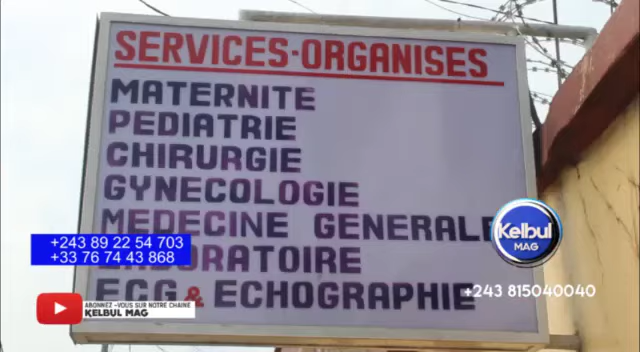 SERVICES-ORGANISES
MATERNITE
PEDIATRIE
CHIRURGIE
GYNECOLOGIE
MEDECINE GENERALE
LABORATOIRE
ECG & ECHOGRAPHIE
+243 89 22 54 703
+33 76 74 43 868
Kelbul
MAG
+243 815040040
ABONNEZ-VOUS SUR NOTRE CHAINE
KELBUL MAG